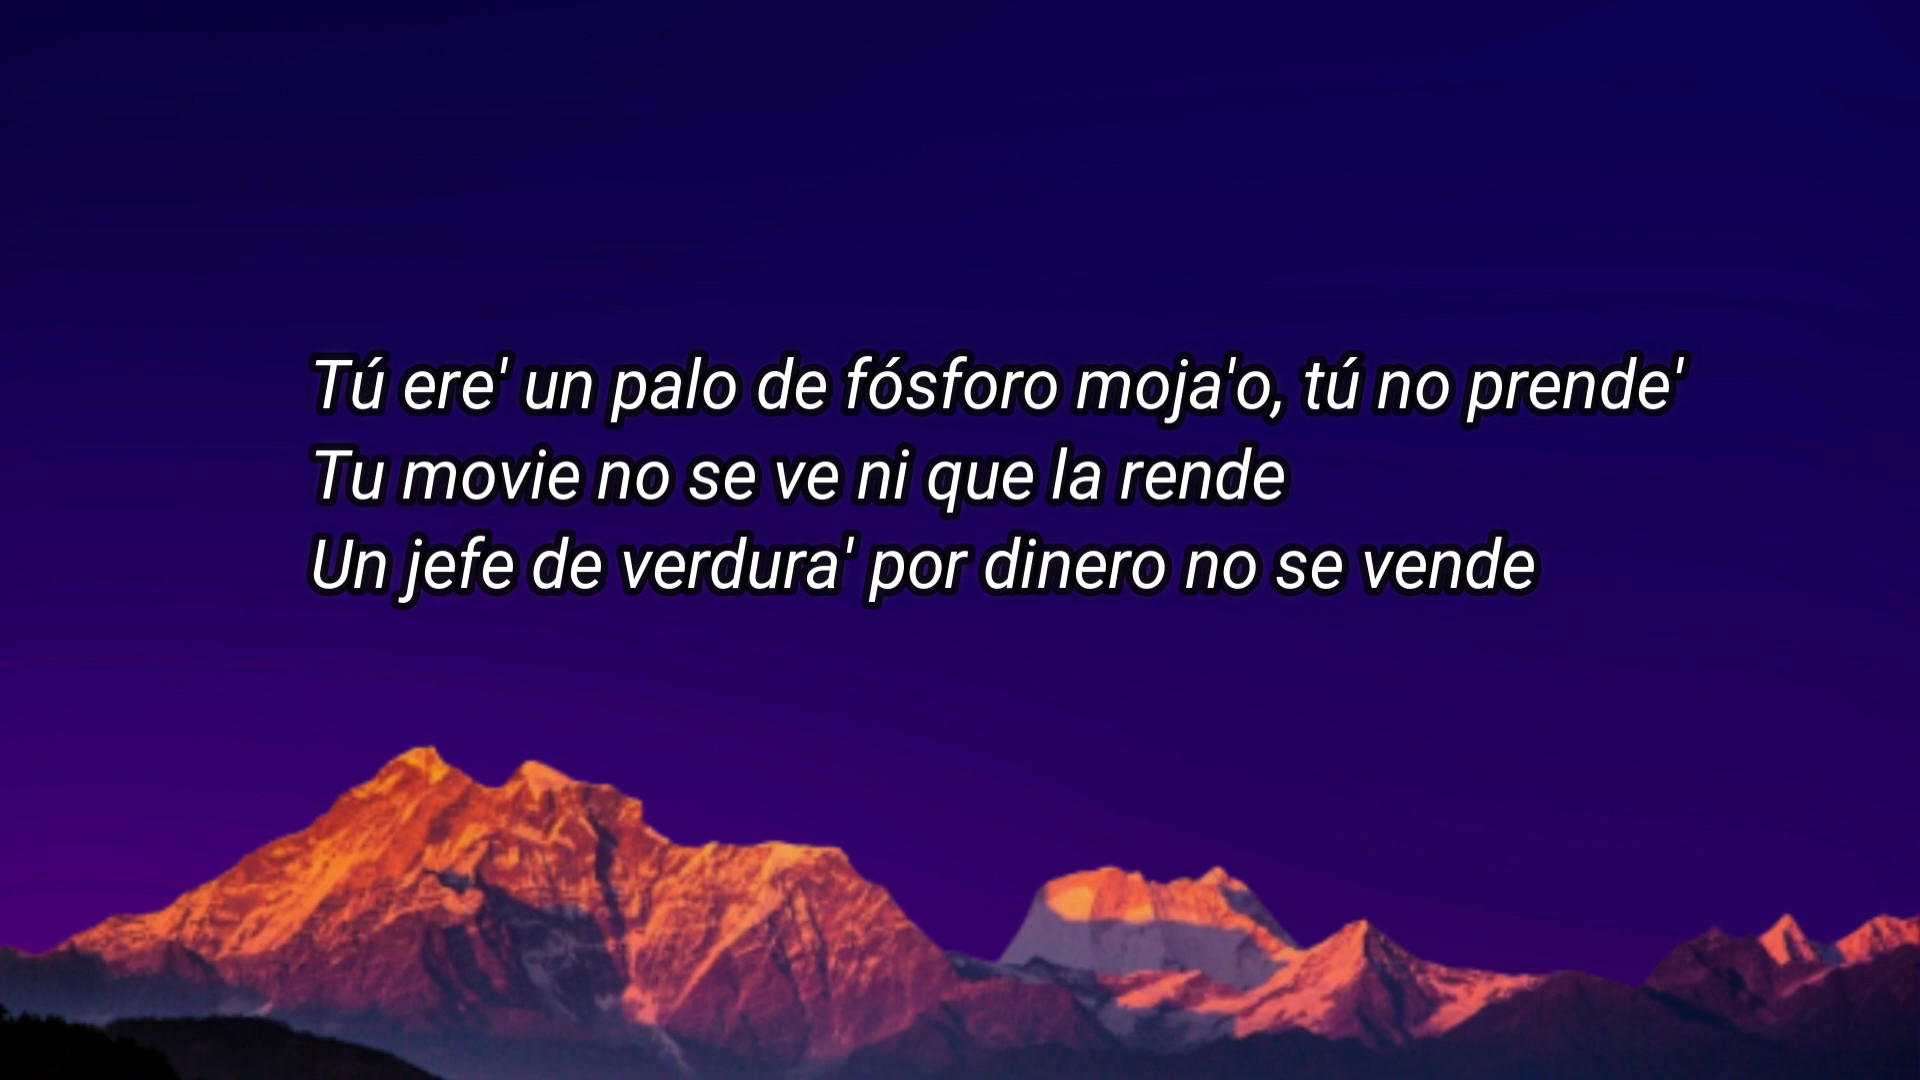 Tú ere' un palo de fósforo moja'o, tú no prende'
Tu movie no se ve ni que la rende
Un jefe de verdura' por dinero no se vende